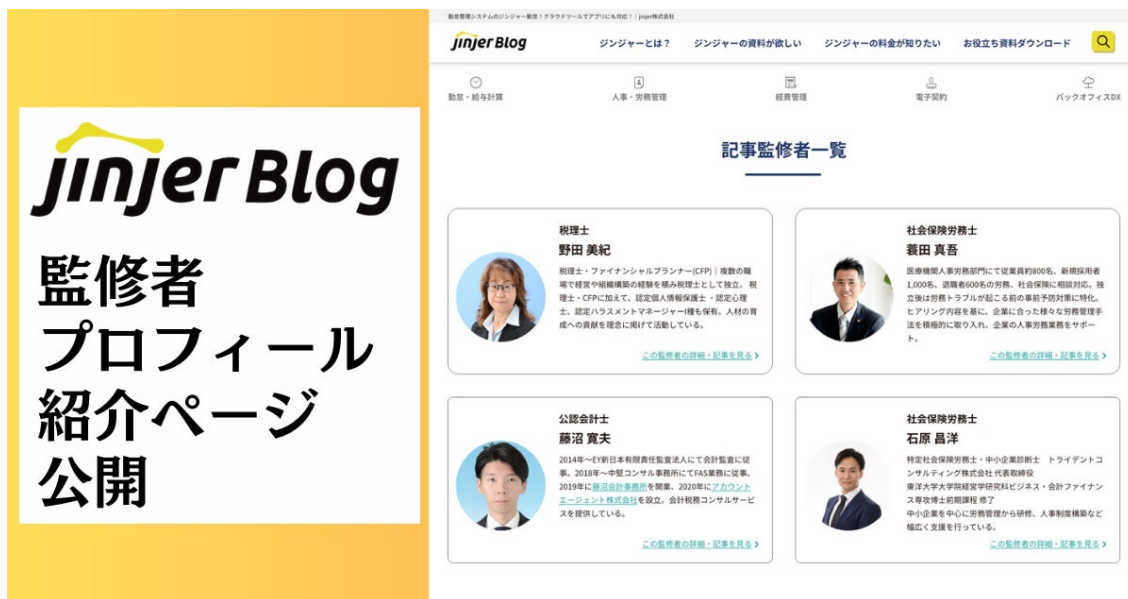 jinjer Blog
監修者
プロフィール
紹介ページ
公開
勤怠管理システムのジンジャー勤怠！クラウドツールでアプリにも対応！｜jinjer株式会社
jinjer Blog
ジンジャーとは？ ジンジャーの資料が欲しい ジンジャーの料金が知りたい お役立ち資料ダウンロード
勤怠・給与計算 人事・労務管理 経費管理 電子契約 バックオフィスDX
記事監修者一覧
税理士
野田 美紀
税理士・ファイナンシャルプランナー(CFP)｜複数の職
場で経営や組織構築の経験を積み税理士として独立。 税
理士・CFPに加えて、認定個人情報保護士・認定心理
士、認定ハラスメントマネージャーI種も保有。人材の育
成への貢献を理念に掲げて活動している。
この監修者の詳細・記事を見る
社会保険労務士
蓑田 真吾
医療機関人事労務部門にて従業員約800名、新規採用者
1,000名、退職者600名の労務、社会保険に相談対応。独
立後は労務トラブルが起こる前の事前予防対策に特化。
ヒアリング内容を基に、企業に合った様々な労務管理手
法を積極的に取り入れ、企業の人事労務業務をサポー
ト。
この監修者の詳細・記事を見る
公認会計士
藤沼 寛夫
2014年〜EY新日本有限責任監査法人にて会計監査に従
事。2018年〜中堅コンサル事務所にてFAS業務に従事。
2019年に藤沼会計事務所を開業、2020年にアカウント
エージェント株式会社を設立。会計税務コンサルサービ
スを提供している。
この監修者の詳細・記事を見る
社会保険労務士
石原 昌洋
特定社会保険労務士・中小企業診断士 トライデントコ
ンサルティング株式会社 代表取締役
東洋大学大学院経営学研究科ビジネス・会計ファイナン
ス専攻博士前期課程 修了
中小企業を中心に労務管理から研修、人事制度構築など
幅広く支援を行っている。
この監修者の詳細・記事を見る